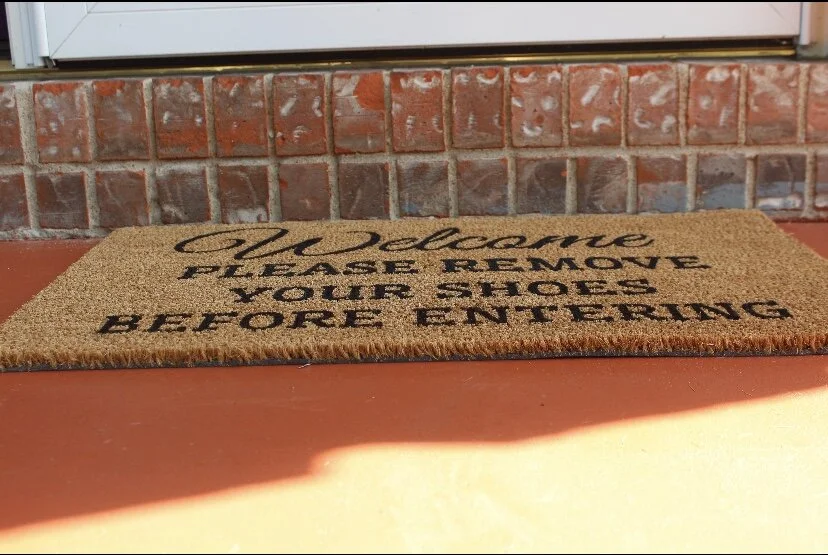 Welcome
PLEASE REMOVE
YOUR SHOES
BEFORE ENTERING